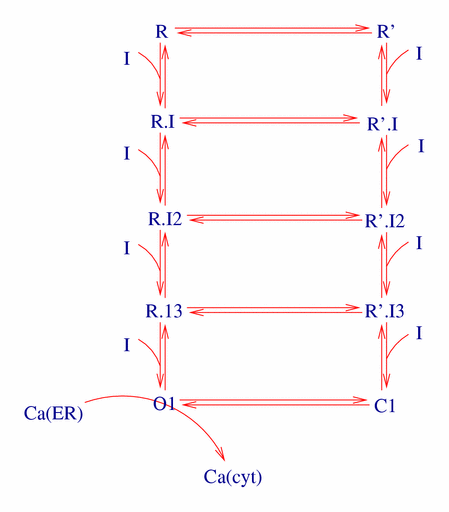 R R’
I I
R.I R’.I
I I
R.I2 R’.I2
I I
R.13 R’.I3
I I
O1 C1
Ca(ER)
Ca(cyt)